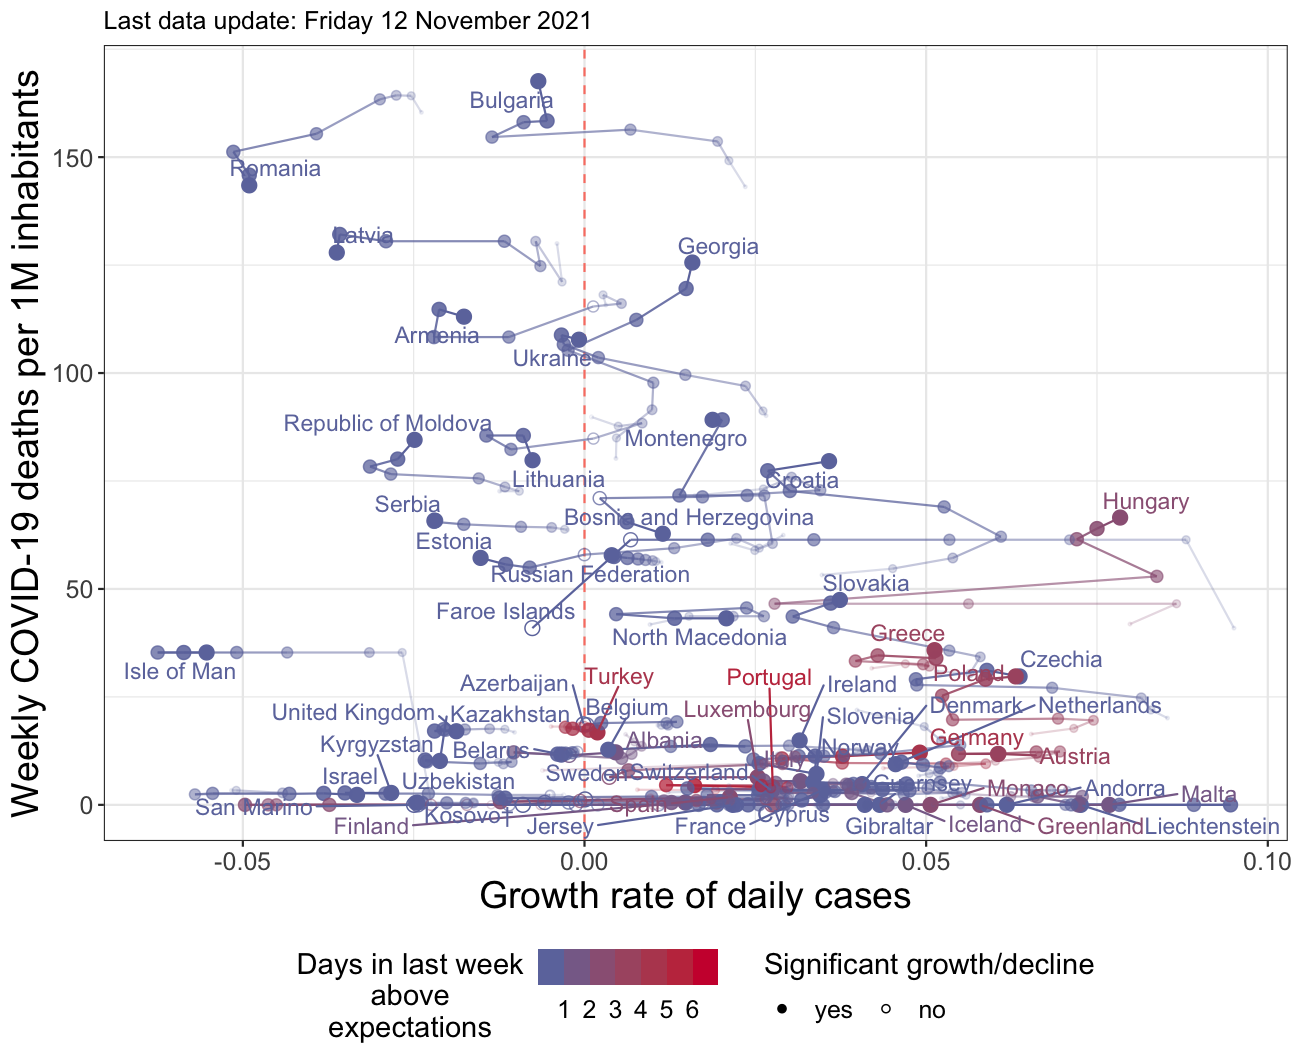 Last data update: Friday 12 November 2021
Weekly COVID-19 deaths per 1M inhabitants
150
100
50
0
Bulgaria
Romania
Latvia
Georgia
Armenia
Ukraine
Republic of Moldova
Montenegro
Lithuania
Croatia
Serbia
Hungary
Bosnia and Herzegovina
Estonia
Russian Federation
Slovakia
Faroe Islands
North Macedonia
Greece
Isle of Man
Czechia
Poland
Azerbaijan
Turkey
Portugal
Ireland
United Kingdom
Kazakhstan
Belgium
Luxembourg
Slovenia
Denmark
Netherlands
Kyrgyzstan
Belarus
Albania
Italy
Norway
Germany
Austria
Israel
Uzbekistan
Sweden
Switzerland
Guernsey
Monaco
Andorra
Malta
San Marino
Finland
Kosovo
Jersey
Spain
France
Cyprus
Gibraltar
Iceland
Greenland
Liechtenstein
-0.05
0.00
0.05
0.10
Growth rate of daily cases
Days in last week
above
expectations
1 2 3 4 5 6
Significant growth/decline
yes
no